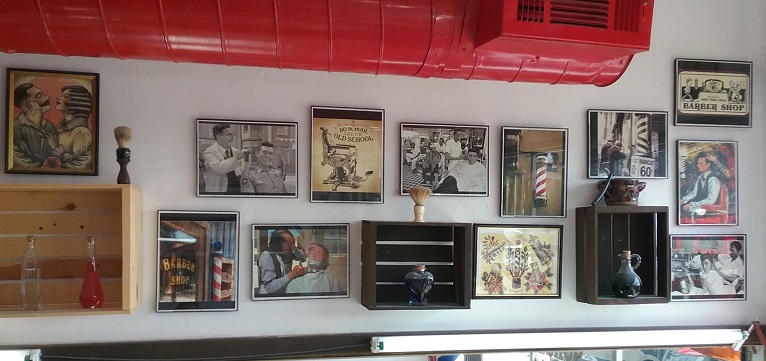 NO SCHOOL
LIKE THE
OLD SCHOOL
60
BARBER SHOP
BARBER
SHOP